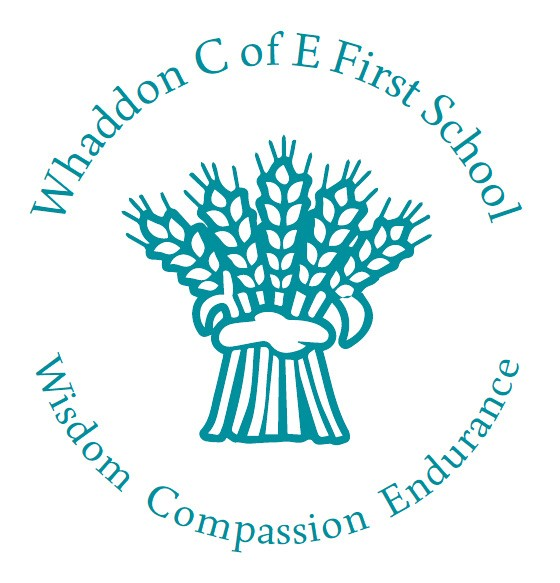 Whaddon C of E First School
Wisdom Compassion Endurance